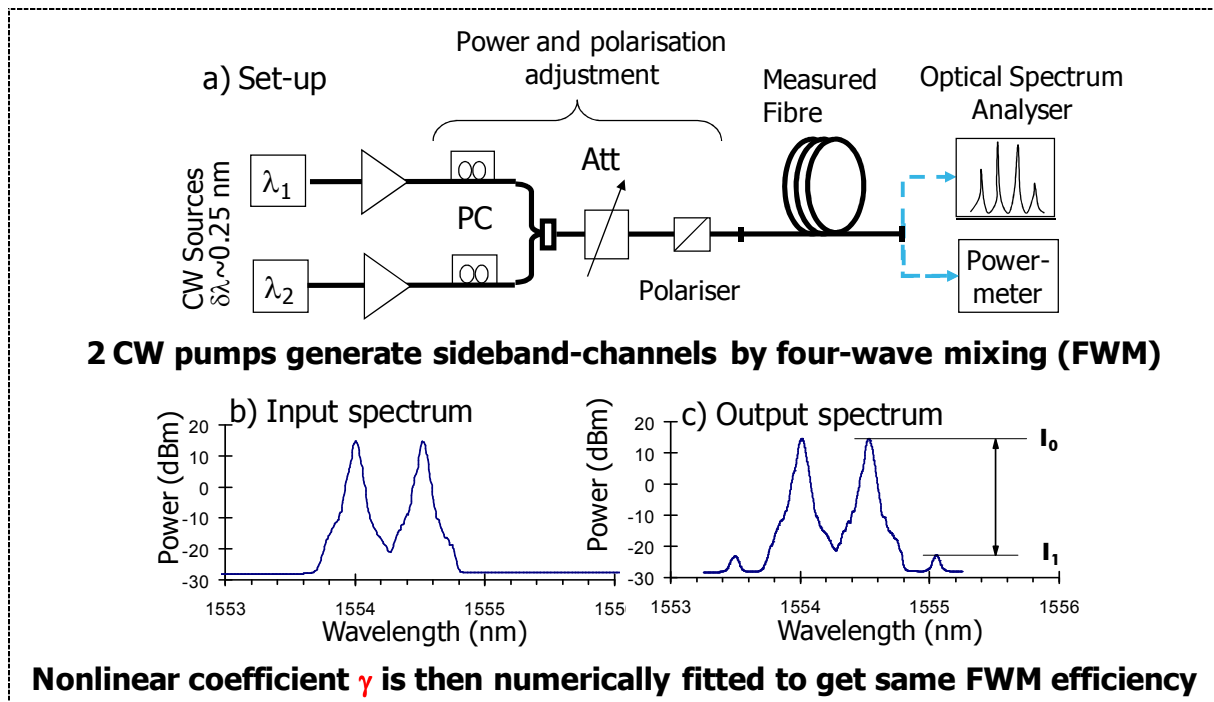 Power and polarisation
adjustment
a) Set-up
Measured
Fibre
Optical Spectrum
Analyser
CW Sources
δλ~0.25 nm
λ1
λ2
PC
Att
Polariser
Power-
meter
2 CW pumps generate sideband-channels by four-wave mixing (FWM)
b) Input spectrum
Power (dBm)
20
10
0
-10
-20
-30
1553
1554
1555
1556
Wavelength (nm)
c) Output spectrum
Power (dBm)
20
10
0
-10
-20
-30
1553
1554
1555
1556
Wavelength (nm)
I0
I1
Nonlinear coefficient γ is then numerically fitted to get same FWM efficiency